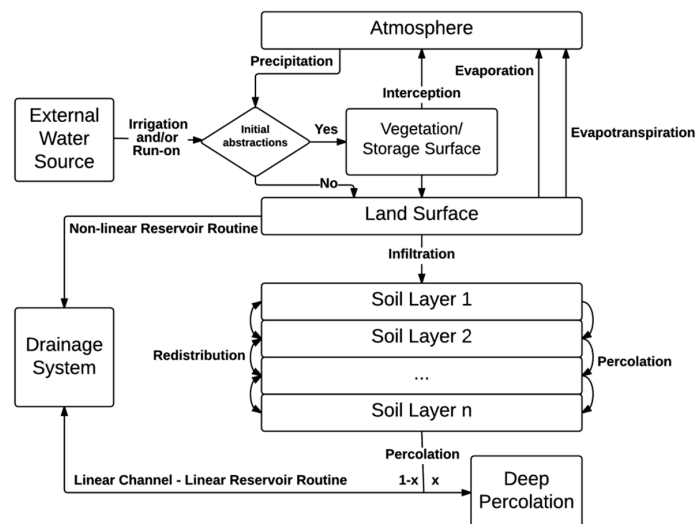 Atmosphere
Precipitation
Evaporation
Interception
External
Water
Source
Irrigation
and/or
Run-on
Initial
abstractions
Yes
Vegetation/
Storage Surface
Evapotranspiration
No
Land Surface
Non-linear Reservoir Routine
Infiltration
Soil Layer 1
Soil Layer 2
...
Soil Layer n
Redistribution
Percolation
Drainage
System
Percolation
Linear Channel - Linear Reservoir Routine
1-x
x
Deep
Percolation